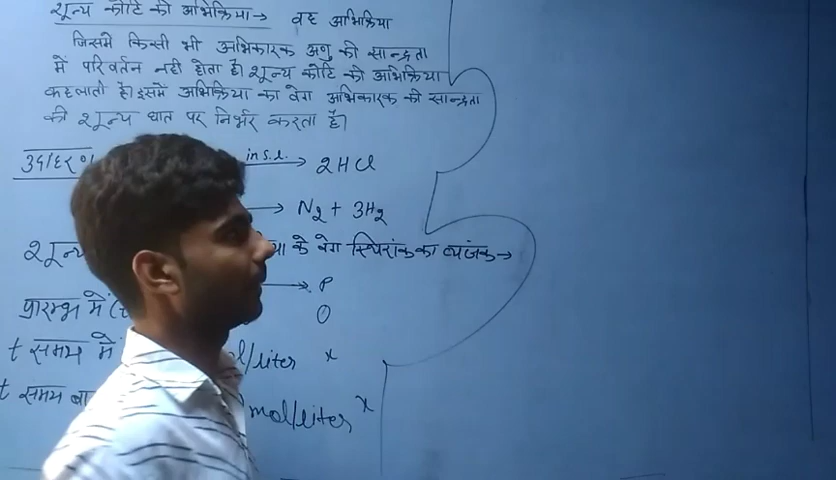 शून्य कोटि की अभिक्रिया→ वह अभिक्रिया
जिसमे किसी भी अभिकारक अणु की सान्द्रता
में परिवर्तन नही होता है। शून्य कोटि की अभिक्रिया
कहलाती है। इसमें अभिक्रिया का वेग अभिकारक की सान्द्रता
की शून्य घात पर निर्भर करता है।
उदाहरण in s.l. → 2HCl
→ N₂ + 3H₂
शून्य के वेग स्थिरांक का व्यंजक→
→ P
प्रारम्भ में 0
t समय में /liter x
t समय mol/liter x